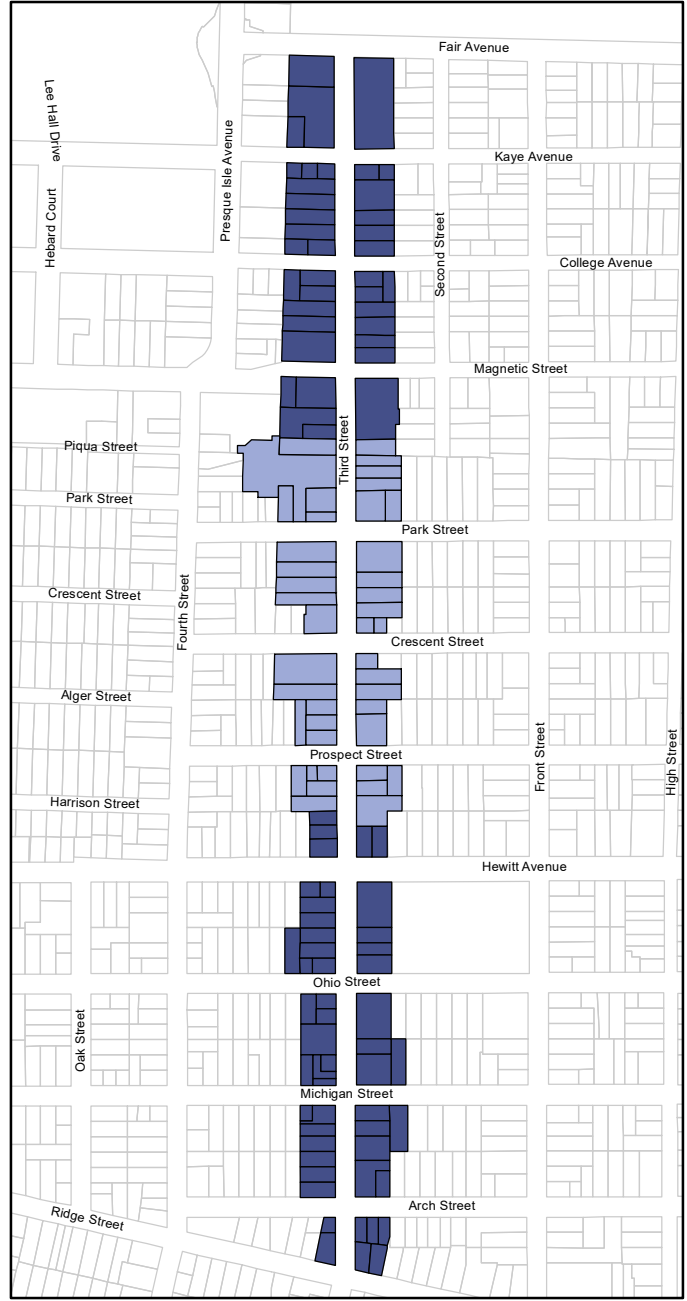 Fair Avenue
Lee Hall Drive
Presque Isle Avenue
Kaye Avenue
Hebard Court
Second Street
College Avenue
Magnetic Street
Third Street
Piqua Street
Park Street
Park Street
Crescent Street
Fourth Street
Crescent Street
Alger Street
Prospect Street
Front Street
High Street
Harrison Street
Hewitt Avenue
Ohio Street
Oak Street
Michigan Street
Arch Street
Ridge Street